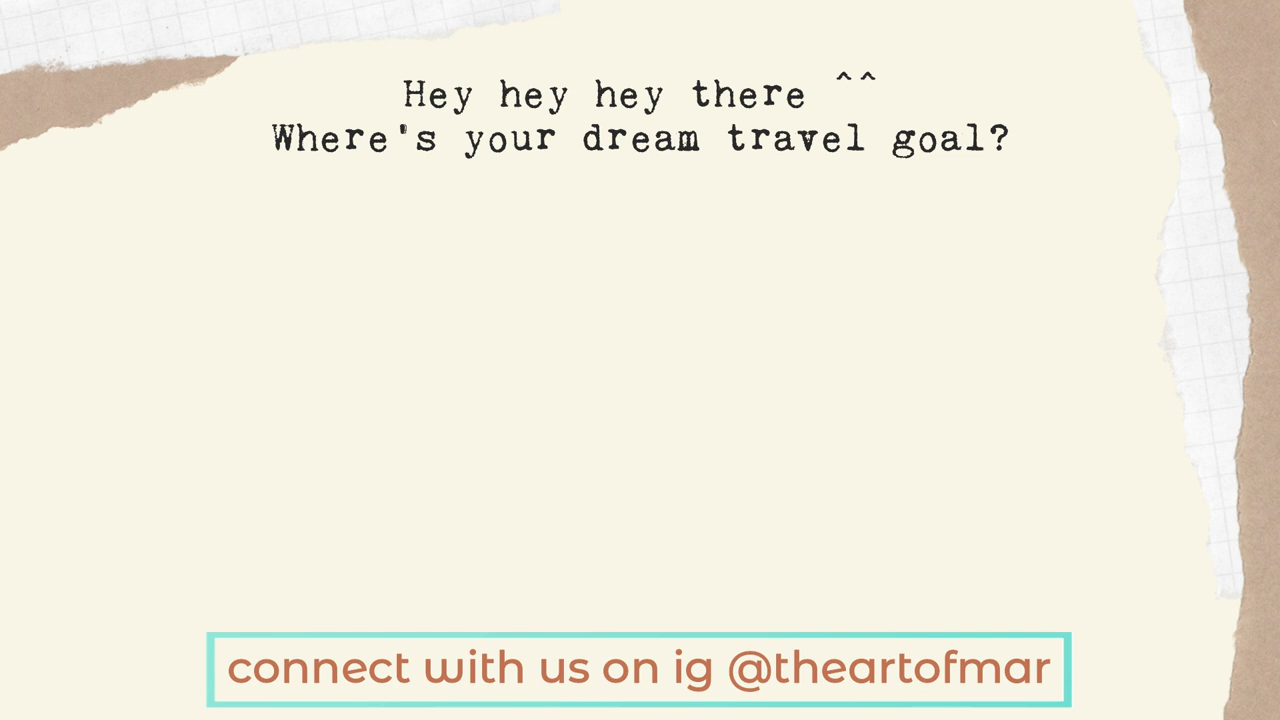 Hey hey hey there ^^
Where's your dream travel goal?
connect with us on ig @theartofmar